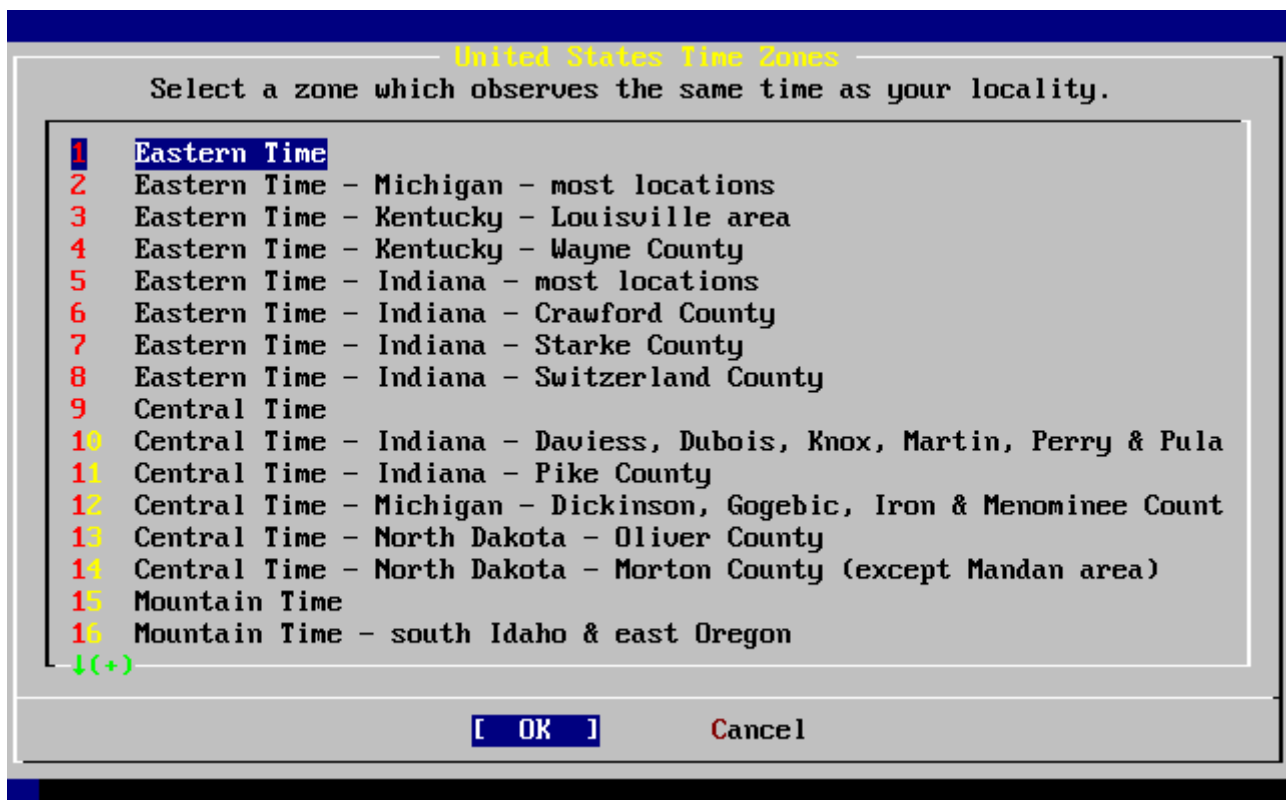 United States Time Zones
Select a zone which observes the same time as your locality.
1 Eastern Time
2 Eastern Time - Michigan - most locations
3 Eastern Time - Kentucky - Louisville area
4 Eastern Time - Kentucky - Wayne County
5 Eastern Time - Indiana - most locations
6 Eastern Time - Indiana - Crawford County
7 Eastern Time - Indiana - Starke County
8 Eastern Time - Indiana - Switzerland County
9 Central Time
10 Central Time - Indiana - Daviess, Dubois, Knox, Martin, Perry & Pula
11 Central Time - Indiana - Pike County
12 Central Time - Michigan - Dickinson, Gogebic, Iron & Menominee Count
13 Central Time - North Dakota - Oliver County
14 Central Time - North Dakota - Morton County (except Mandan area)
15 Mountain Time
16 Mountain Time - south Idaho & east Oregon
↓(+)
[ OK ] Cancel